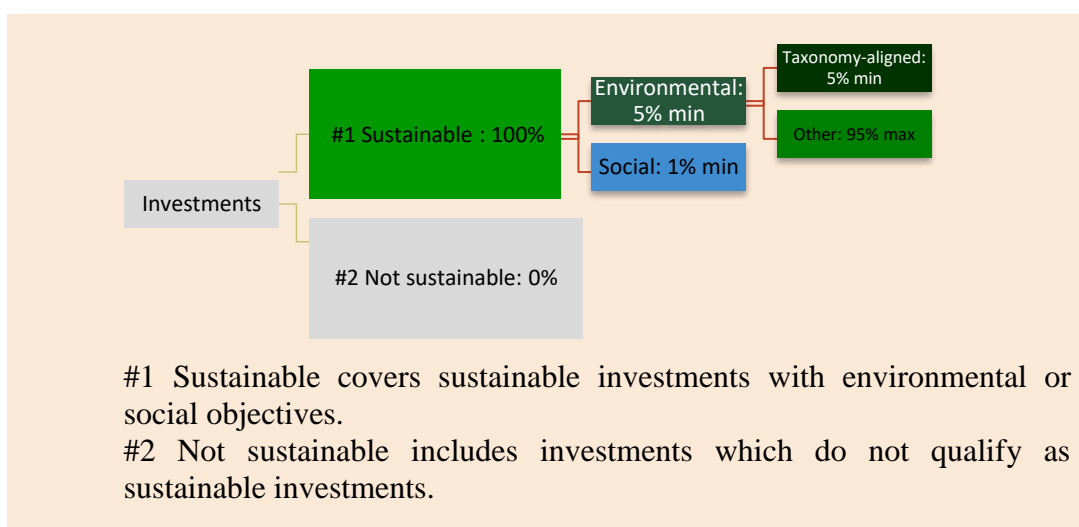 Taxonomy-aligned:
5% min
Environmental:
5% min
#1 Sustainable : 100%
Other: 95% max
Social: 1% min
Investments
#2 Not sustainable: 0%
#1 Sustainable covers sustainable investments with environmental or
social objectives.
#2 Not sustainable includes investments which do not qualify as
sustainable investments.